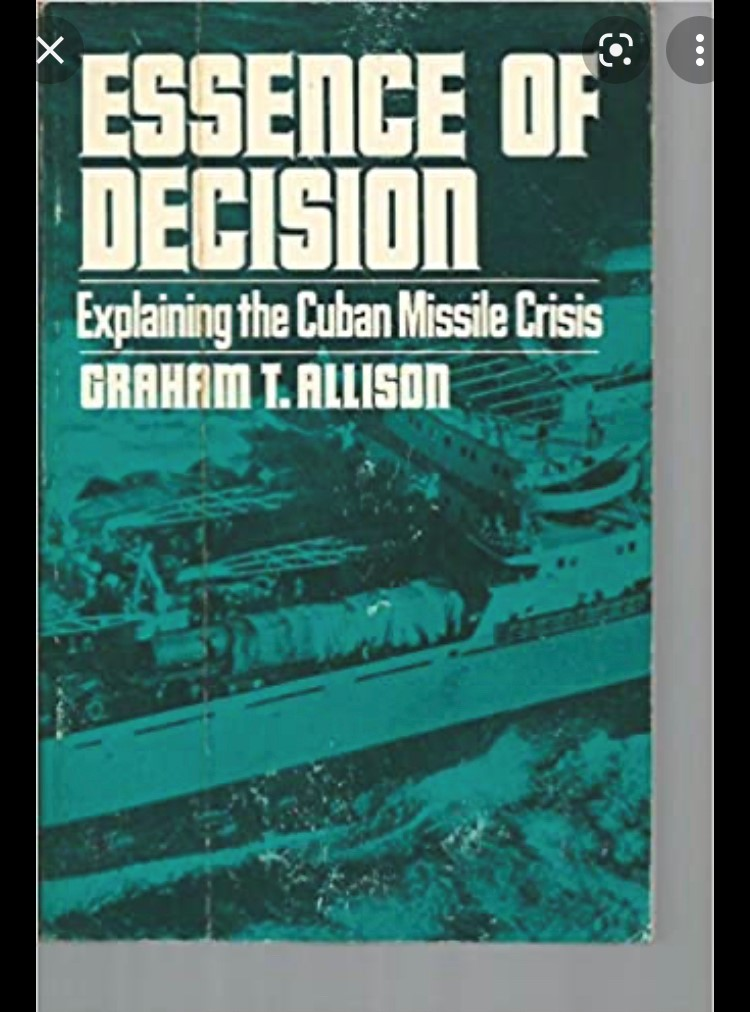 ESSENCE OF
DECISION
Explaining the Cuban Missile Crisis
GRAHAM T. ALLISON